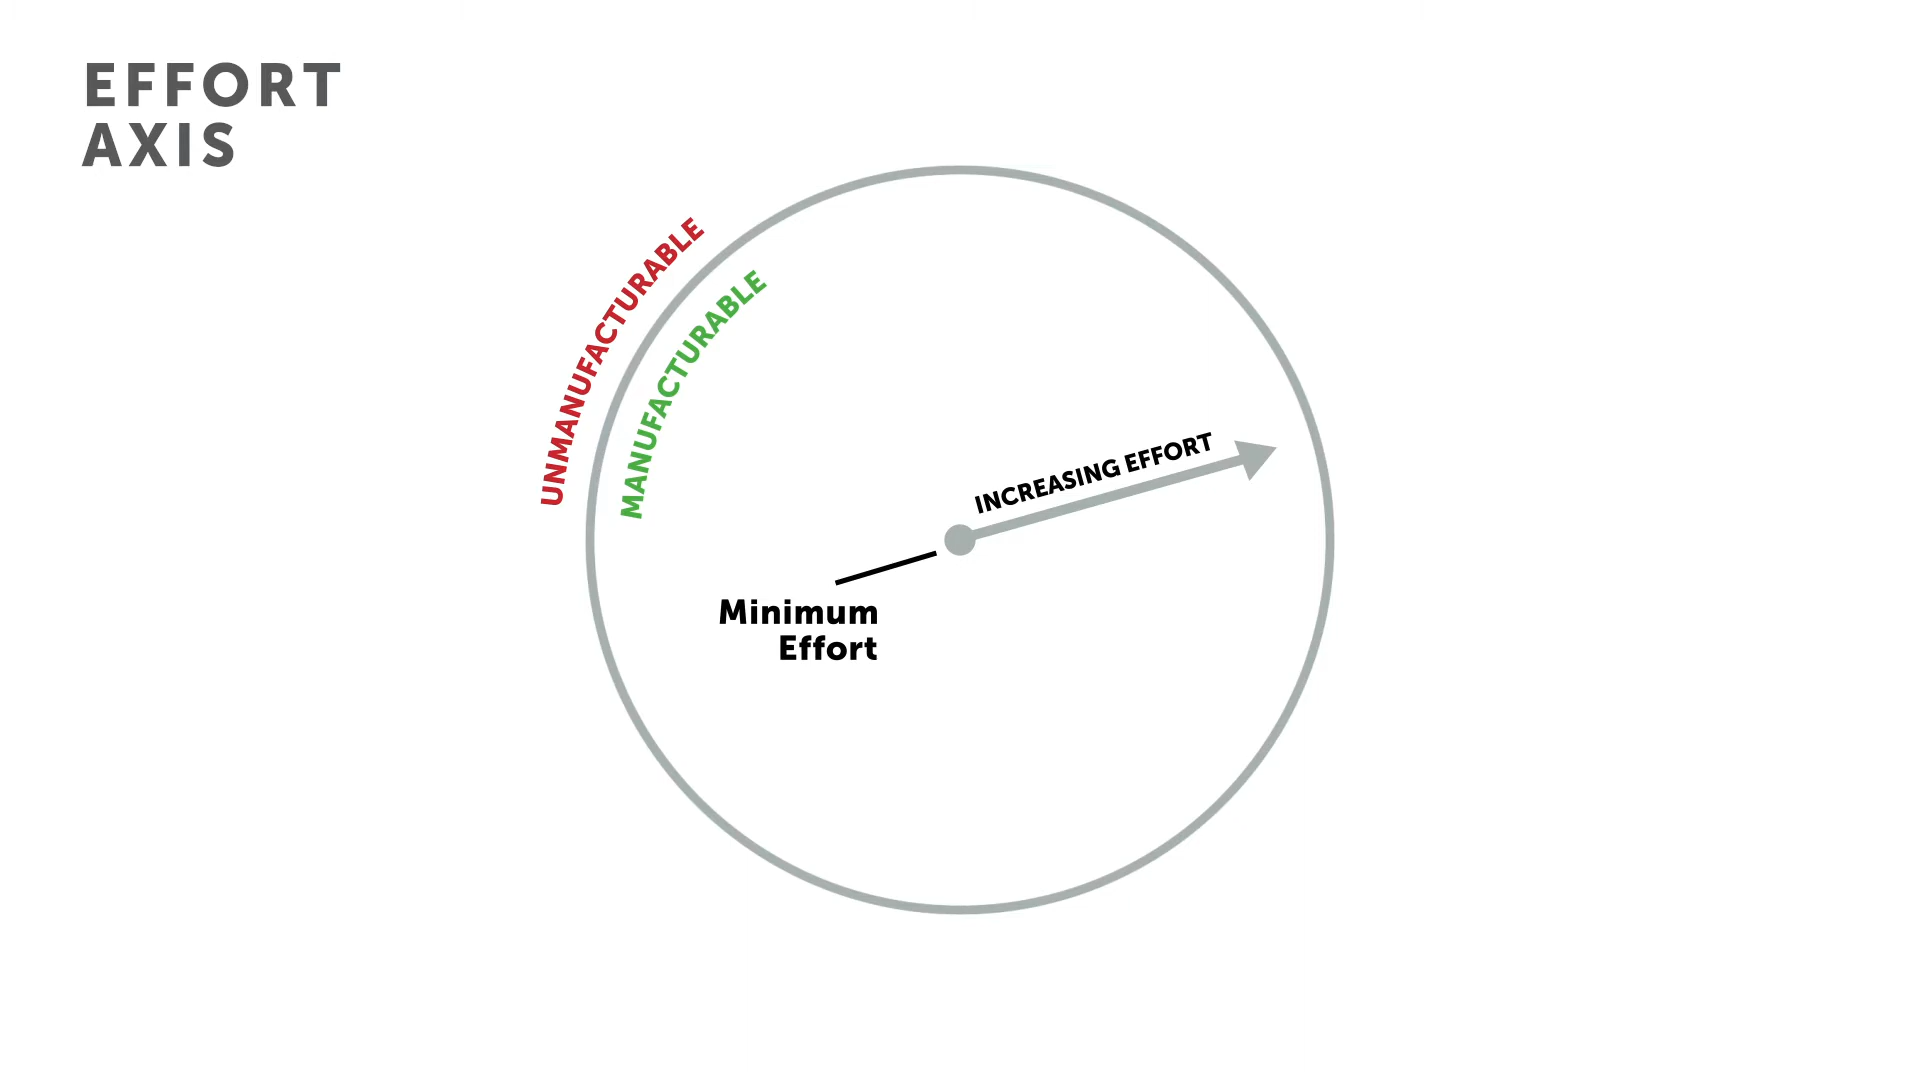 EFFORT
AXIS
UNMANUFACTURABLE
MANUFACTURABLE
INCREASING EFFORT
Minimum
Effort